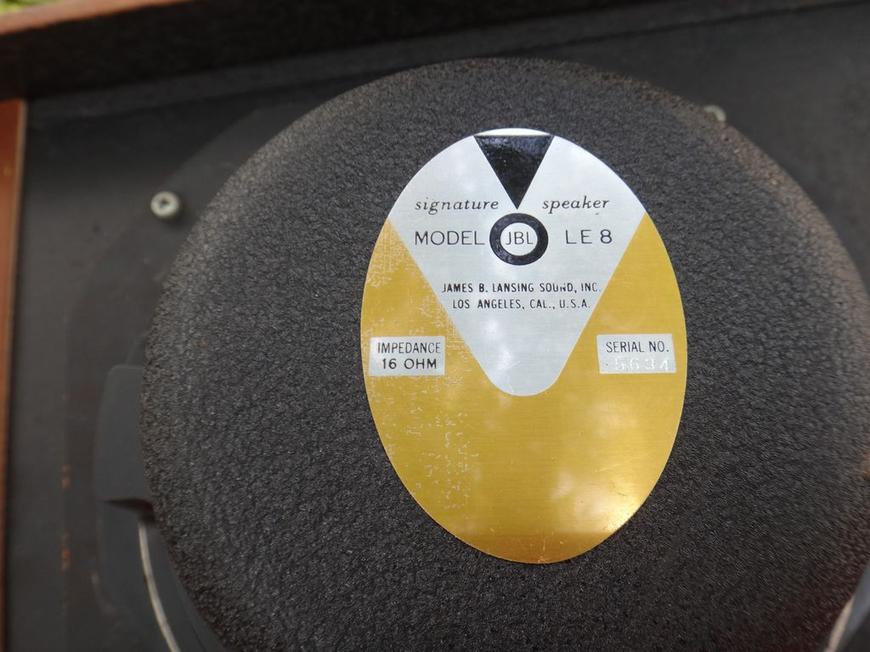 signature speaker
MODEL JBL LE 8
JAMES B. LANSING SOUND, INC.
LOS ANGELES, CAL., U.S.A.
IMPEDANCE
16 OHM
SERIAL NO.